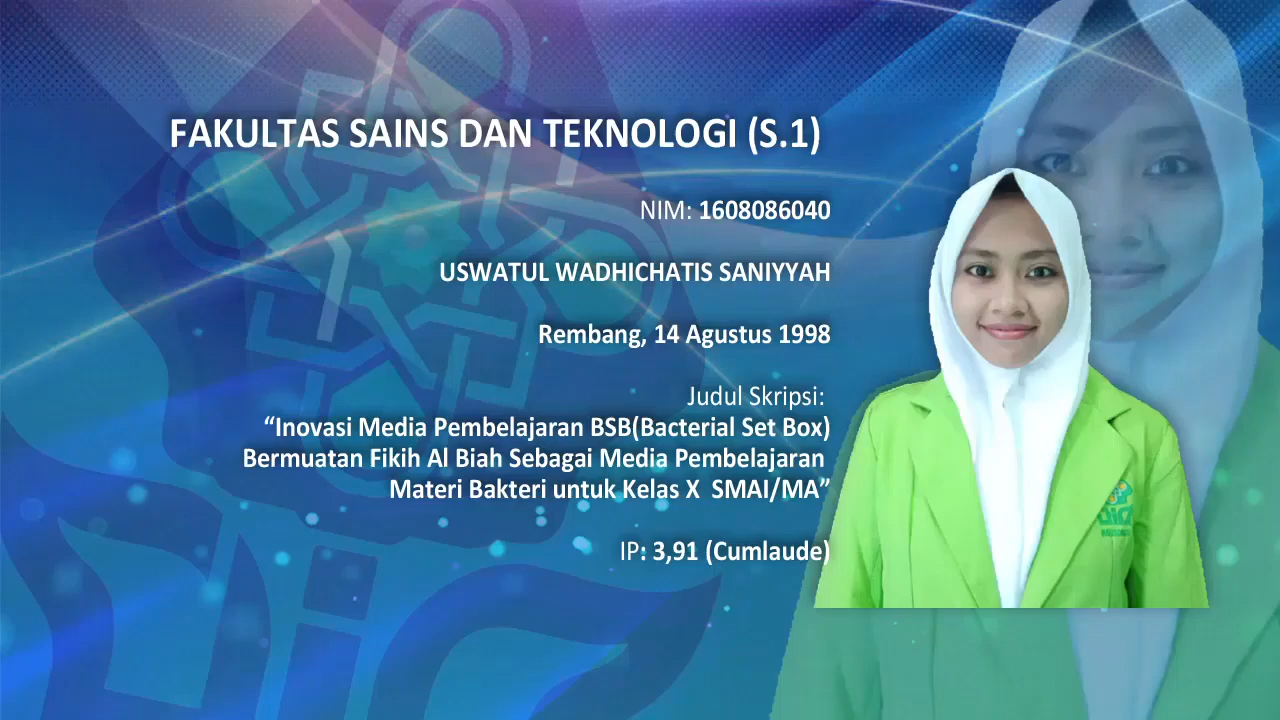 FAKULTAS SAINS DAN TEKNOLOGI (S.1)
NIM: 1608086040
USWATUL WADHICHATIS SANIYYAH
Rembang, 14 Agustus 1998
Judul Skripsi:
“Inovasi Media Pembelajaran BSB(Bacterial Set Box)
Bermuatan Fikih Al Biah Sebagai Media Pembelajaran
Materi Bakteri untuk Kelas X  SMAI/MA”
IP: 3,91 (Cumlaude)